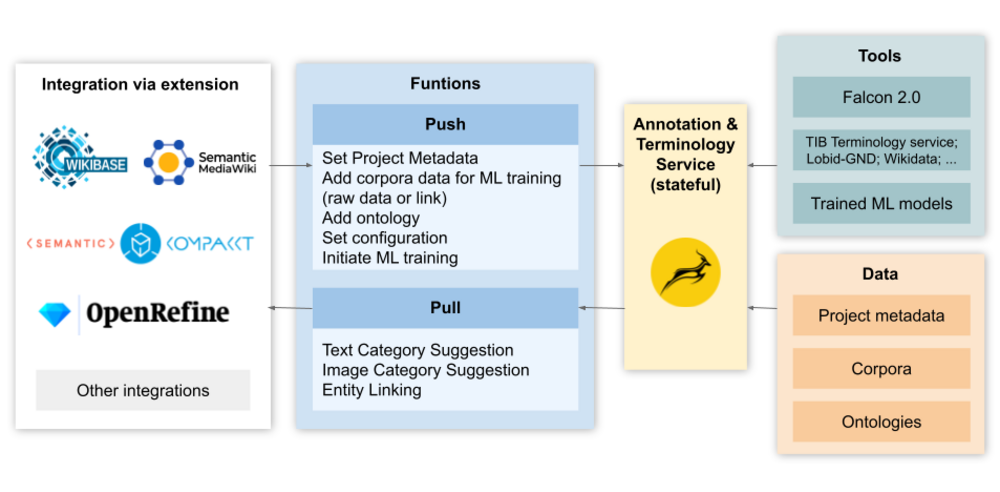 Integration via extension
WIKIBASE
Semantic
MediaWiki
<SEMANTIC>
KOMPAKKT
OpenRefine
Other integrations
Funtions
Push
Set Project Metadata
Add corpora data for ML training
(raw data or link)
Add ontology
Set configuration
Initiate ML training
Pull
Text Category Suggestion
Image Category Suggestion
Entity Linking
Annotation &
Terminology
Service
(stateful)
Tools
Falcon 2.0
TIB Terminology service;
Lobid-GND; Wikidata; ...
Trained ML models
Data
Project metadata
Corpora
Ontologies